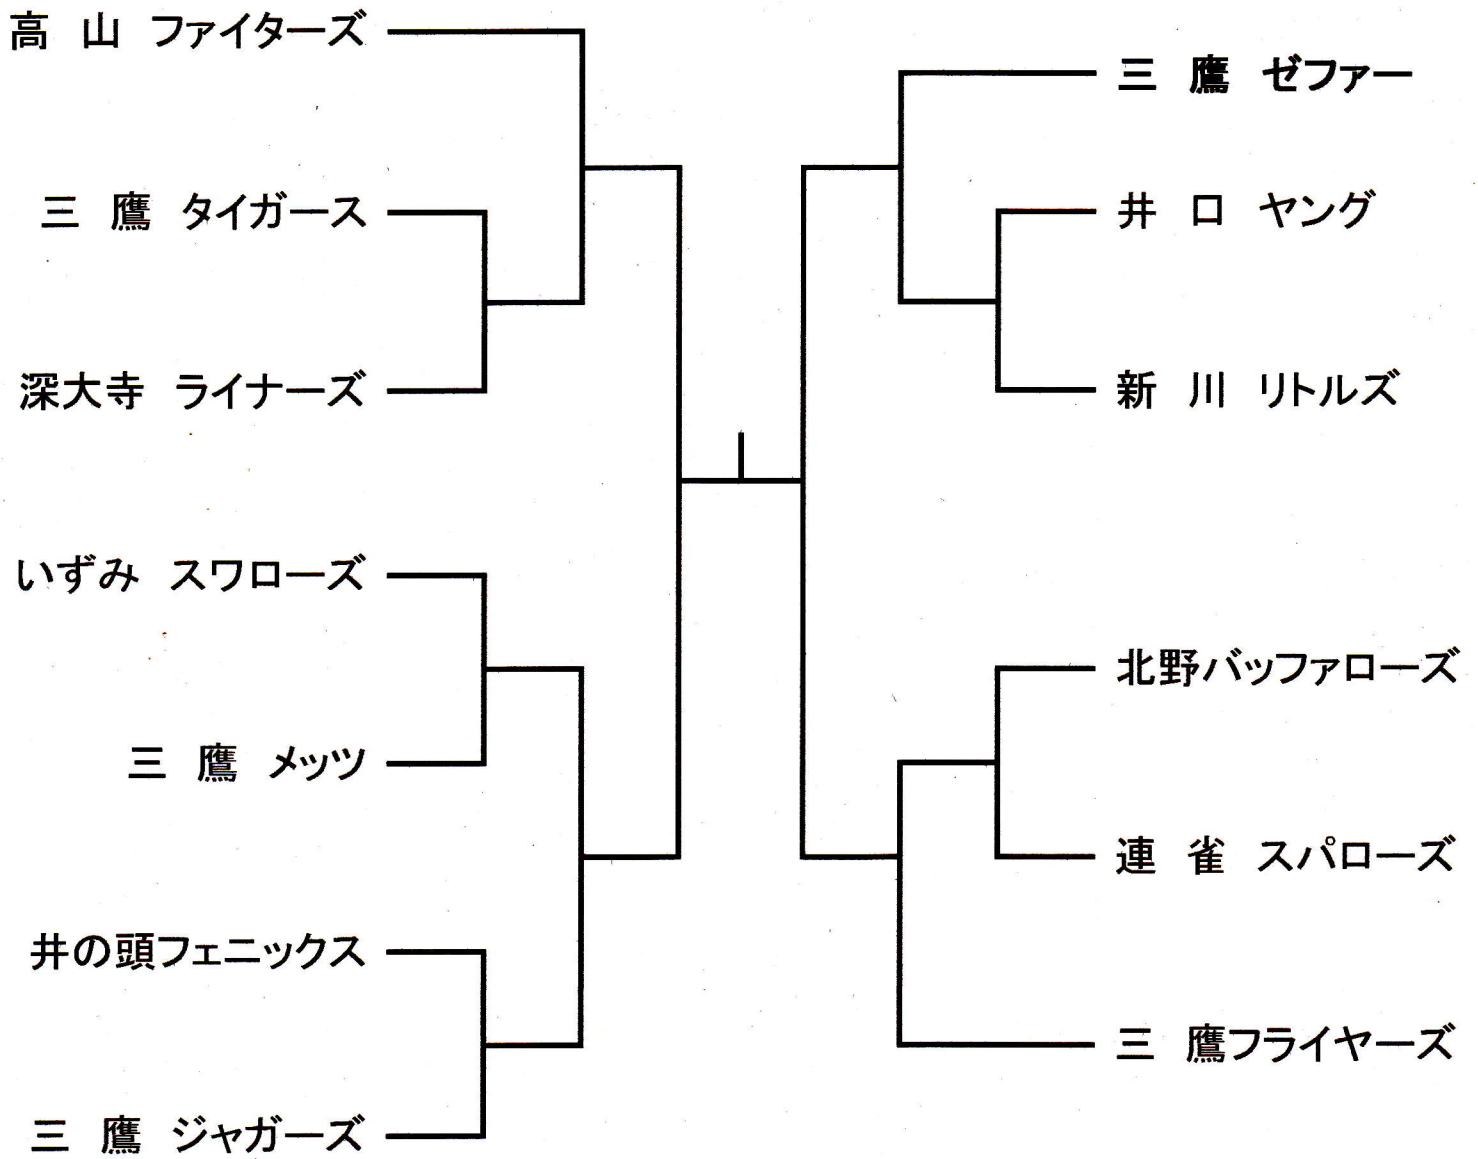 高 山 ファイターズ
三 鷹 タイガース
深大寺 ライナーズ
いずみ スワローズ
三 鷹 メッツ
井の頭フェニックス
三 鷹 ジャガーズ
三 鷹 ゼファー
井 口 ヤング
新 川 リトルズ
北野バッファローズ
連 雀 スパローズ
三 鷹フライヤーズ